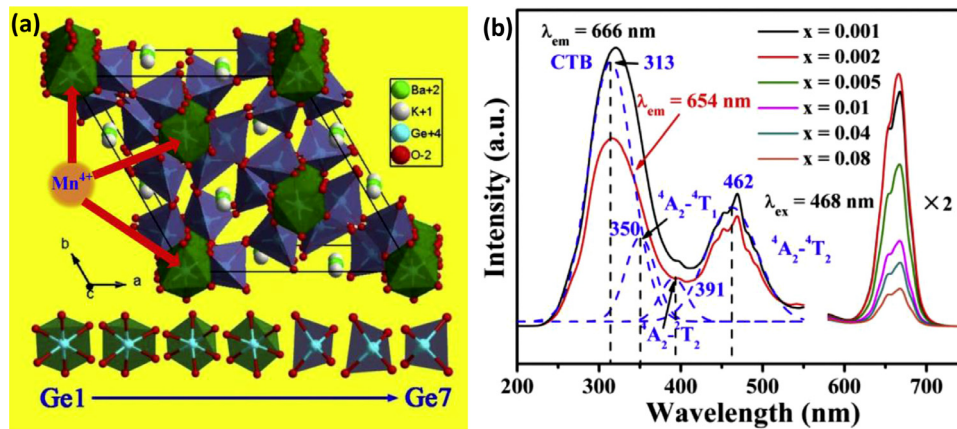 (a)
Ba+2
K+1
Ge+4
O-2
Mn⁴⁺
b
c
a
Ge1
Ge7
(b)
λem = 666 nm
CTB
313
λem = 654 nm
x = 0.001
x = 0.002
x = 0.005
x = 0.01
x = 0.04
x = 0.08
⁴A₂-⁴T₁
350
462
λex = 468 nm
×2
⁴A₂-⁴T₂
391
⁴A₂-²T₂
Intensity (a.u.)
200 300 400 500 600 700
Wavelength (nm)